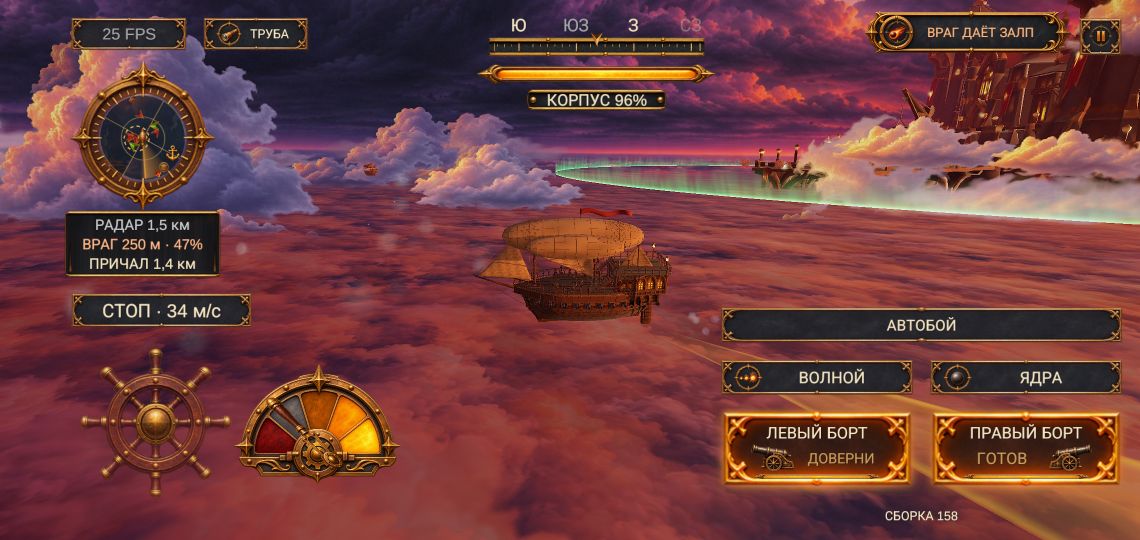 25 FPS
ТРУБА
Ю ЮЗ З СЗ
КОРПУС 96%
ВРАГ ДАЁТ ЗАЛП
РАДАР 1,5 км
ВРАГ 250 м · 47%
ПРИЧАЛ 1,4 км
СТОП · 34 м/с
АВТОБОЙ
ВОЛНОЙ
ЯДРА
ЛЕВЫЙ БОРТ
ДОВЕРНИ
ПРАВЫЙ БОРТ
ГОТОВ
СБОРКА 158